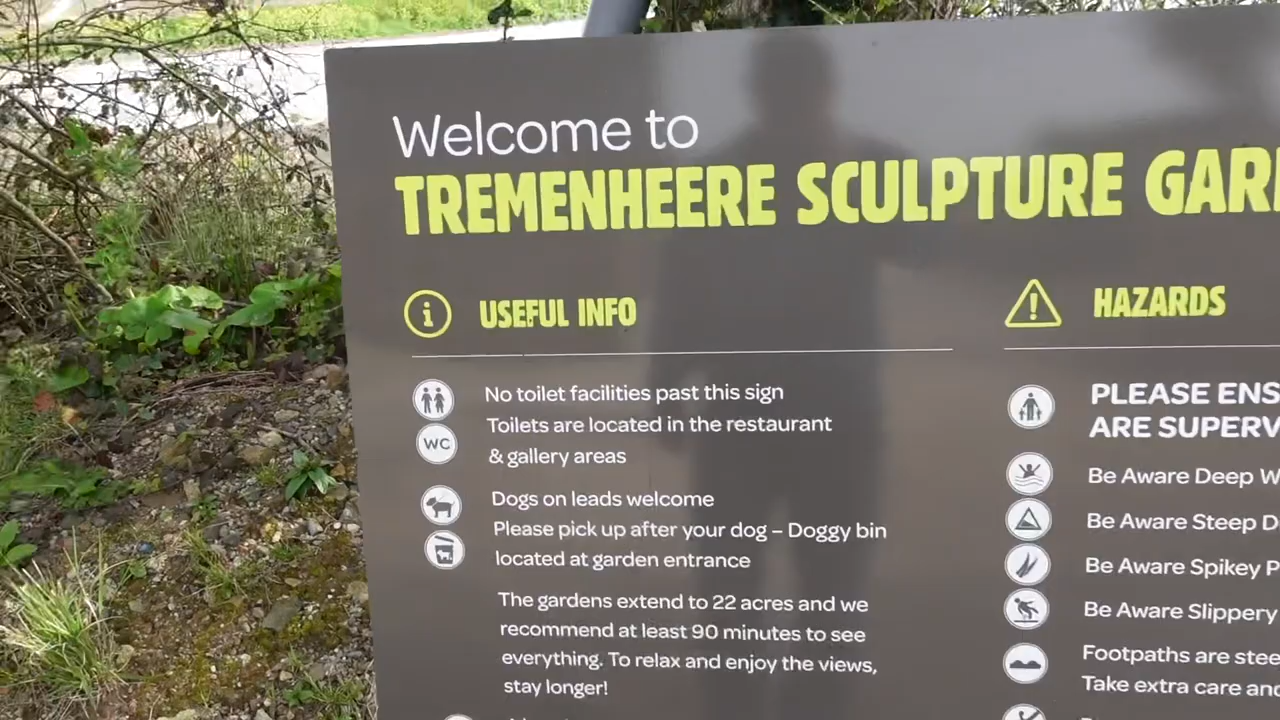 Welcome to
TREMENHEERE SCULPTURE
USEFUL INFO
No toilet facilities past this sign
WC
Toilets are located in the restaurant
& gallery areas
Dogs on leads welcome
Please pick up after your dog – Doggy bin
located at garden entrance
The gardens extend to 22 acres and we
recommend at least 90 minutes to see
everything. To relax and enjoy the views,
stay longer!
HAZARDS
PLEASE
ARE
Be Aware Deep
Be Aware Steep
Be Aware Spikey
Be Aware Slippery
Footpaths are
Take extra care